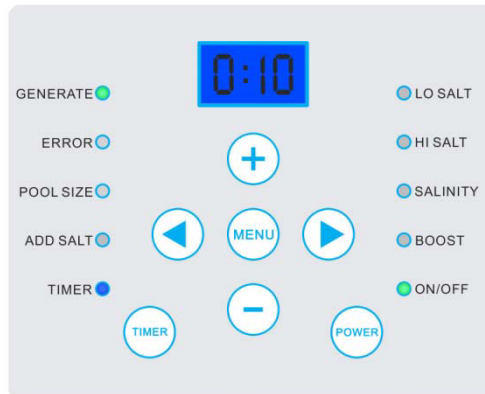 0:10
GENERATE
LO SALT
ERROR
HI SALT
+
POOL SIZE
SALINITY
ADD SALT
MENU
BOOST
TIMER
−
ON/OFF
TIMER
POWER